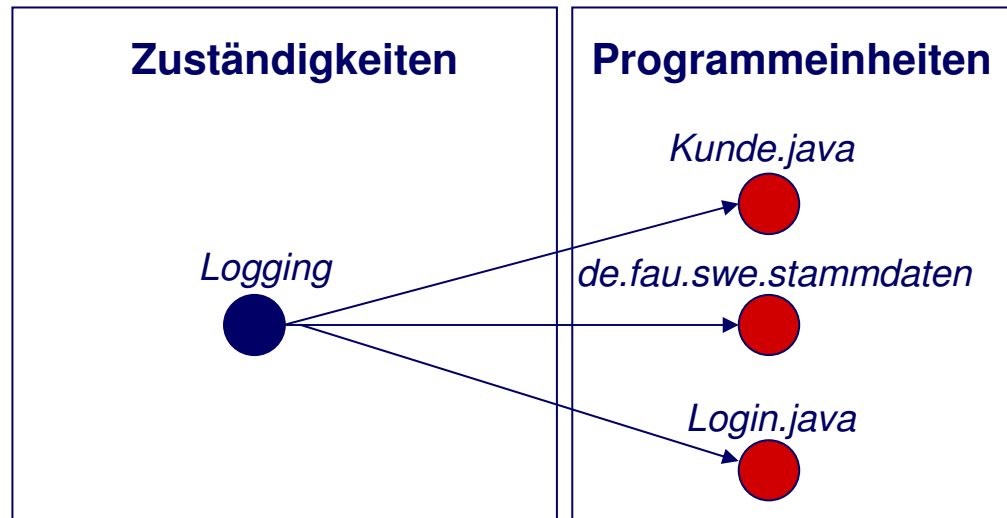 Zuständigkeiten
Programmeinheiten
Kunde.java
Logging
de.fau.swe.stammdaten
Login.java